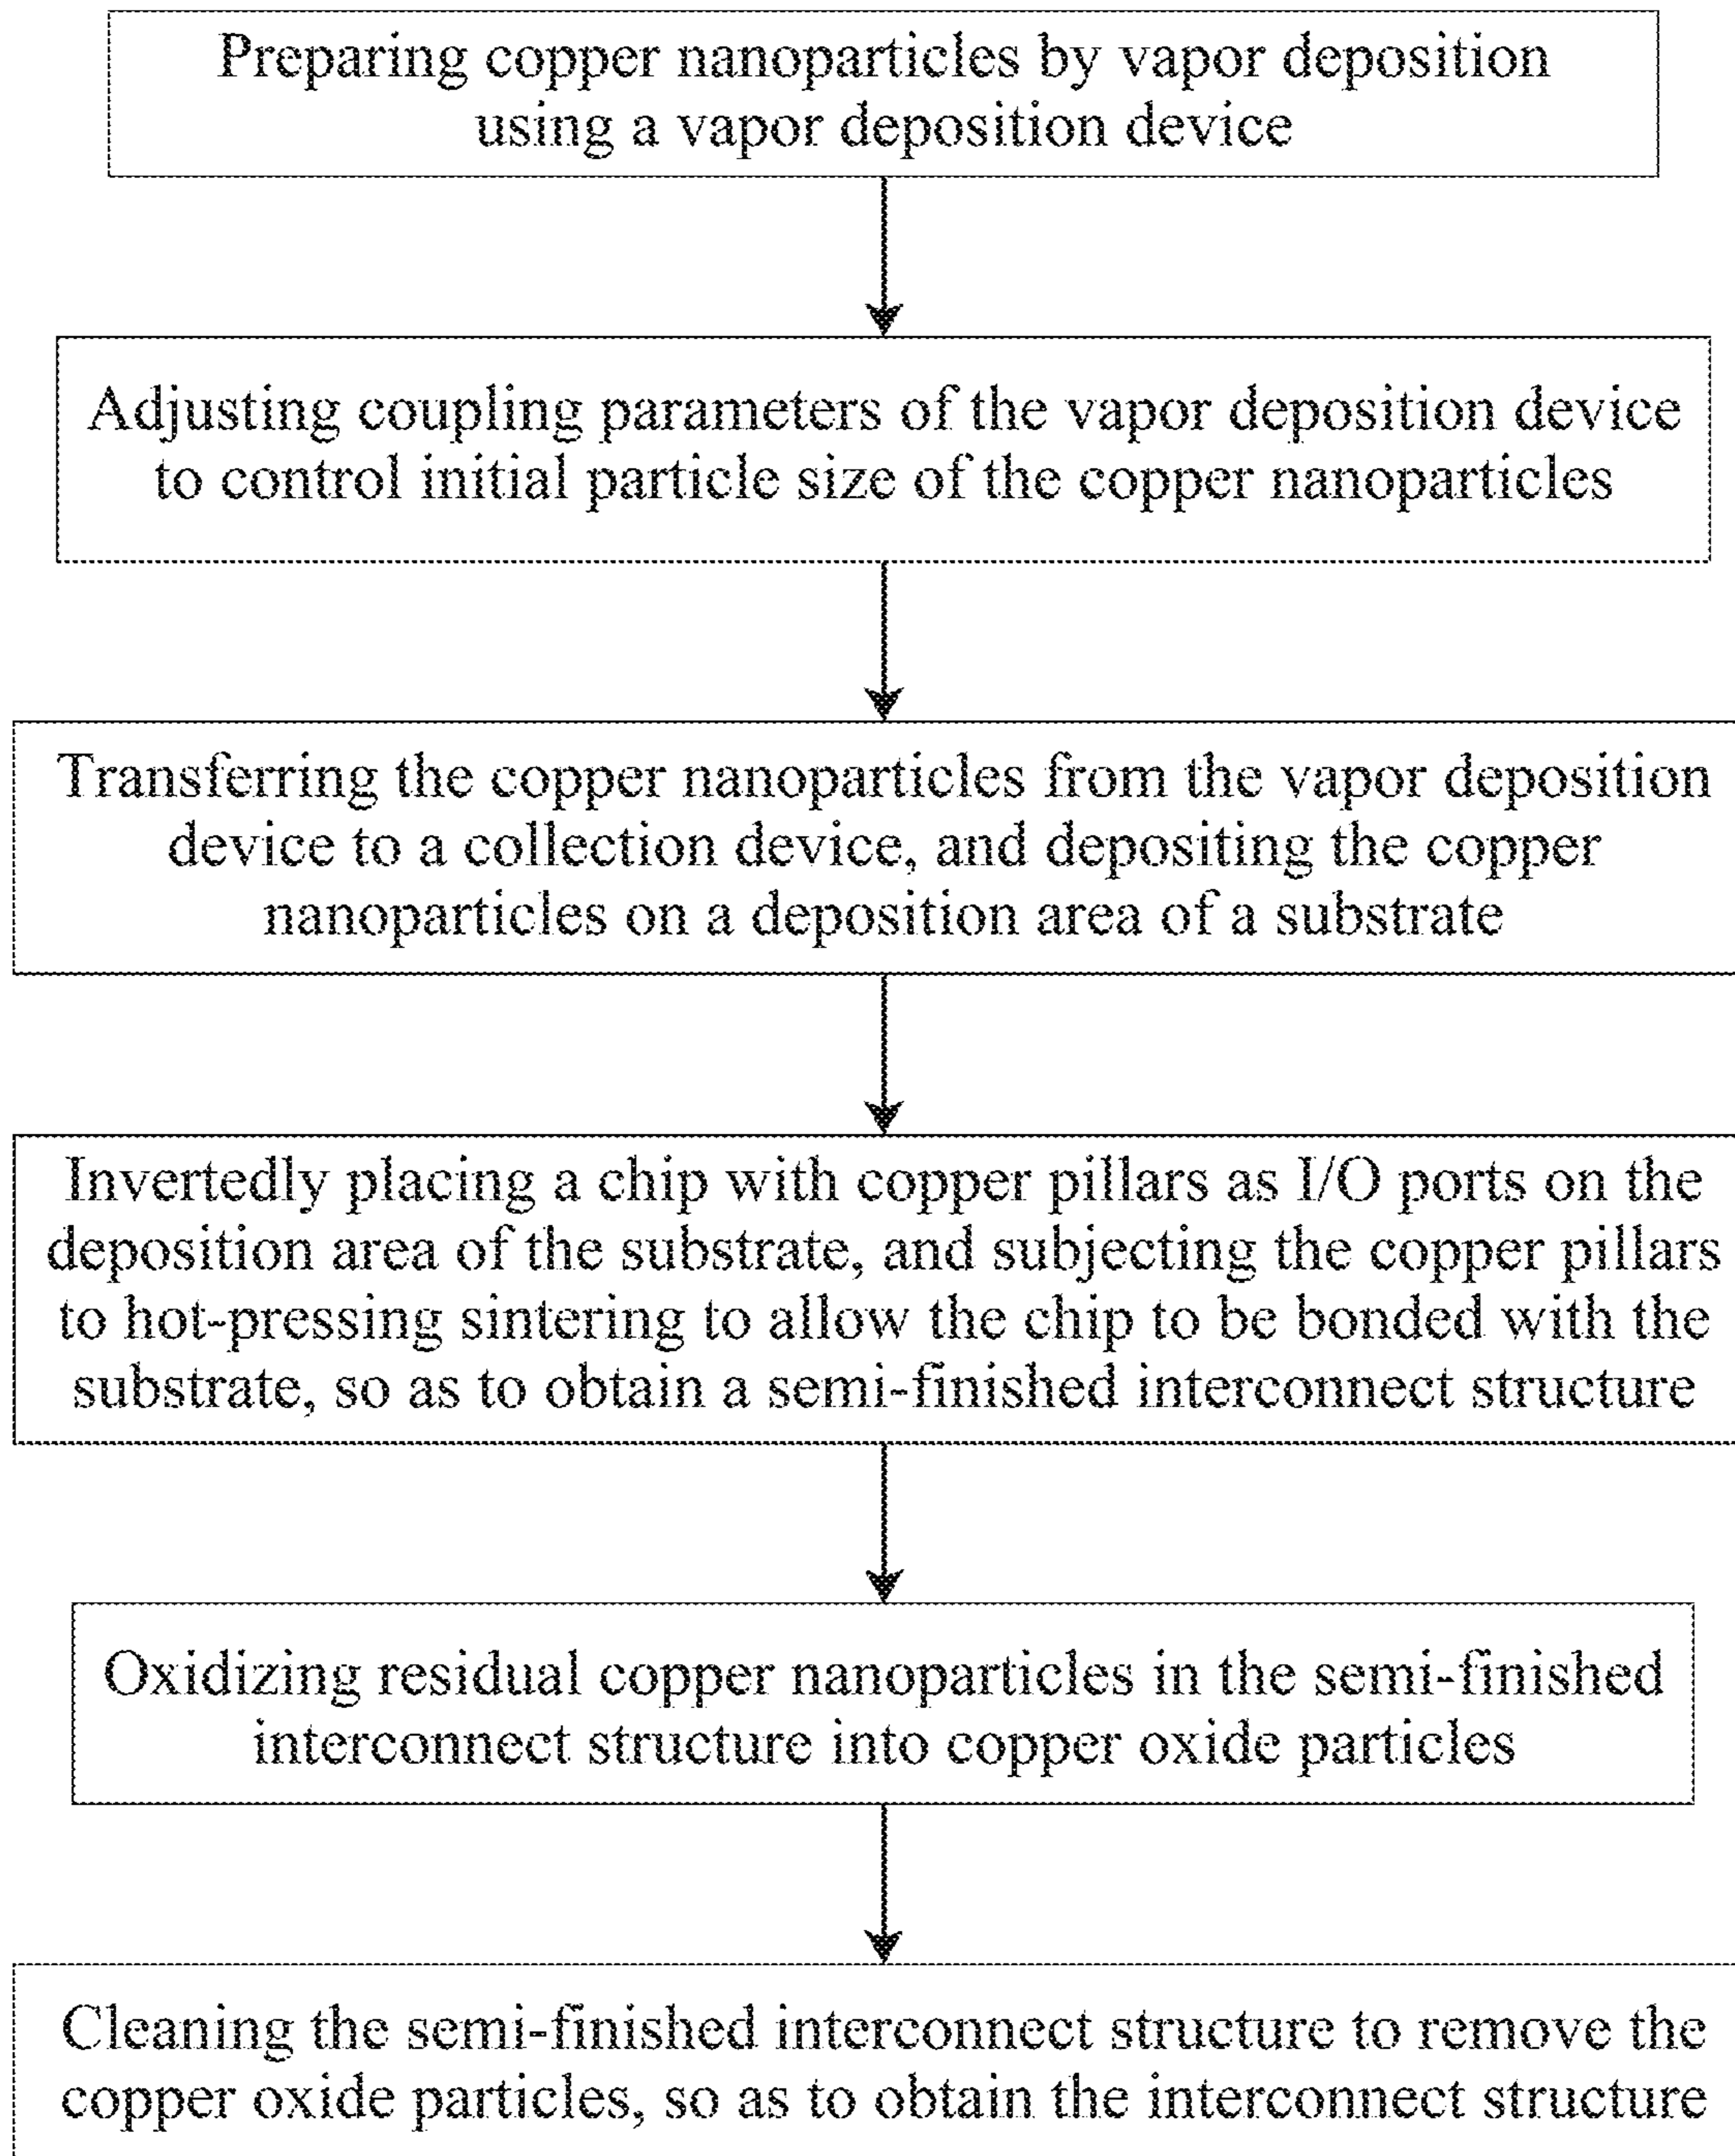 Preparing copper nanoparticles by vapor deposition
using a vapor deposition device
Adjusting coupling parameters of the vapor deposition device
to control initial particle size of the copper nanoparticles
Transferring the copper nanoparticles from the vapor deposition
device to a collection device, and depositing the copper
nanoparticles on a deposition area of a substrate
Invertedly placing a chip with copper pillars as I/O ports on the
deposition area of the substrate, and subjecting the copper pillars
to hot-pressing sintering to allow the chip to be bonded with the
substrate, so as to obtain a semi-finished interconnect structure
Oxidizing residual copper nanoparticles in the semi-finished
interconnect structure into copper oxide particles
Cleaning the semi-finished interconnect structure to remove the
copper oxide particles, so as to obtain the interconnect structure